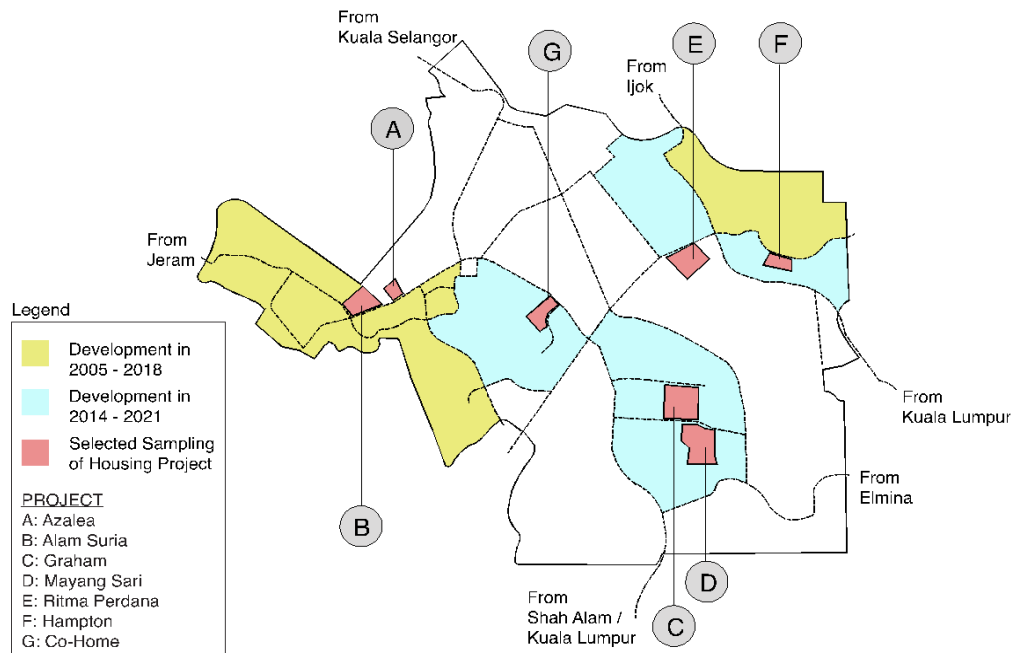 From
Kuala Selangor
G
E
F
From
Ijok
A
From
Jeram
Legend
Development in
2005 - 2018
Development in
2014 - 2021
Selected Sampling
of Housing Project
PROJECT
A: Azalea
B: Alam Suria
C: Graham
D: Mayang Sari
E: Ritma Perdana
F: Hampton
G: Co-Home
From
Kuala Lumpur
From
Elmina
B
D
C
From
Shah Alam /
Kuala Lumpur